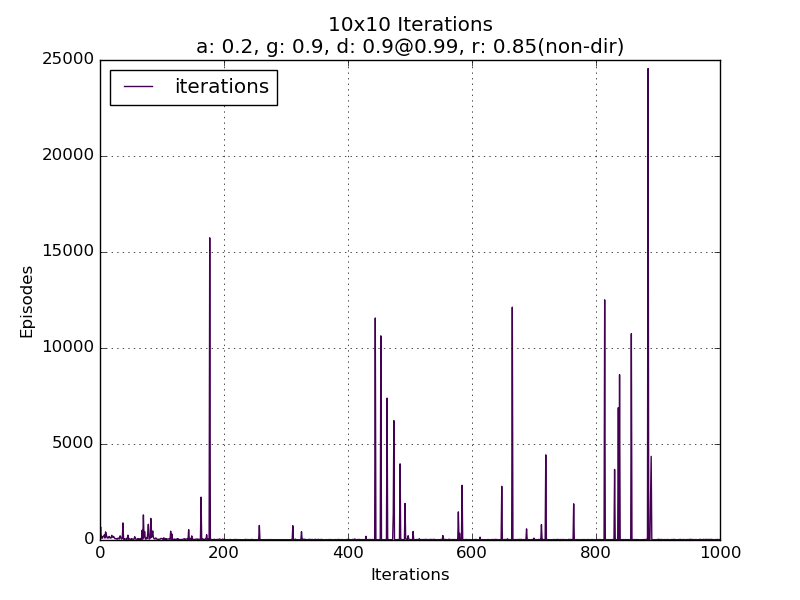 10x10 Iterations
a: 0.2, g: 0.9, d: 0.9@0.99, r: 0.85(non-dir)
iterations
25000
20000
15000
10000
5000
0
Episodes
0 200 400 600 800 1000
Iterations